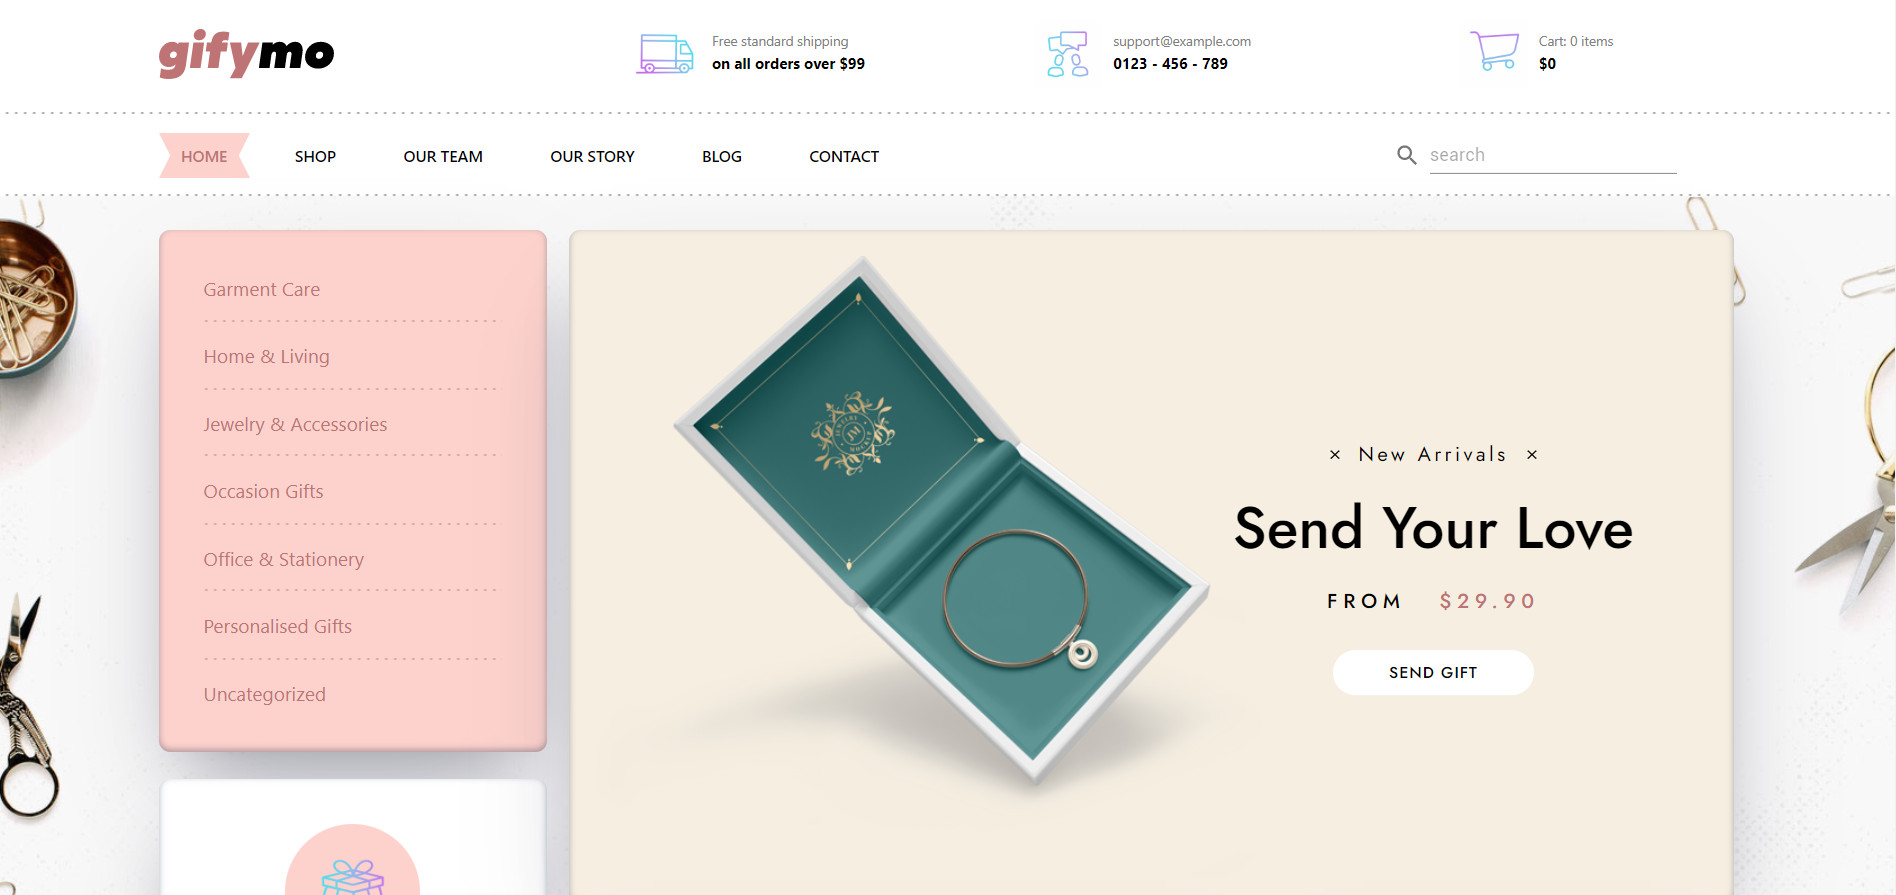 gifymo
Free standard shipping
on all orders over $99
support@example.com
0123 - 456 - 789
Cart: 0 items
$0
HOME
SHOP
OUR TEAM
OUR STORY
BLOG
CONTACT
search
Garment Care
Home & Living
Jewelry & Accessories
Occasion Gifts
Office & Stationery
Personalised Gifts
Uncategorized
JM
× New Arrivals ×
Send Your Love
FROM $29.90
SEND GIFT